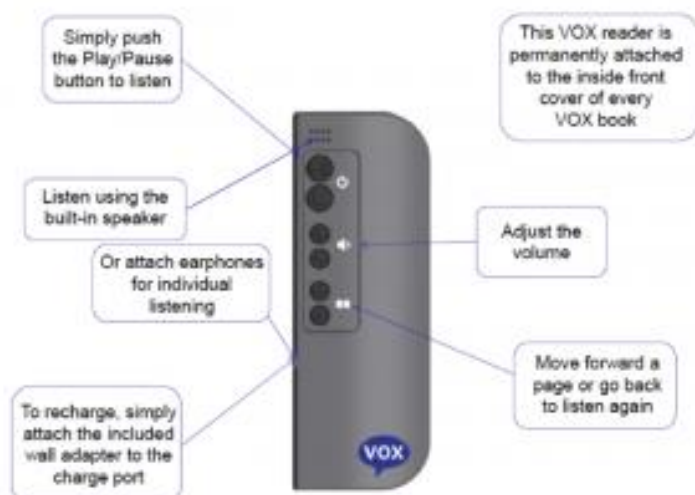 Simply push
the Play/Pause
button to listen
This VOX reader is
permanently attached
to the inside front
cover of every
VOX book
Listen using the
built-in speaker
Adjust the
volume
Or attach earphones
for individual
listening
Move forward a
page or go back
to listen again
To recharge, simply
attach the included
wall adapter to the
charge port
VOX